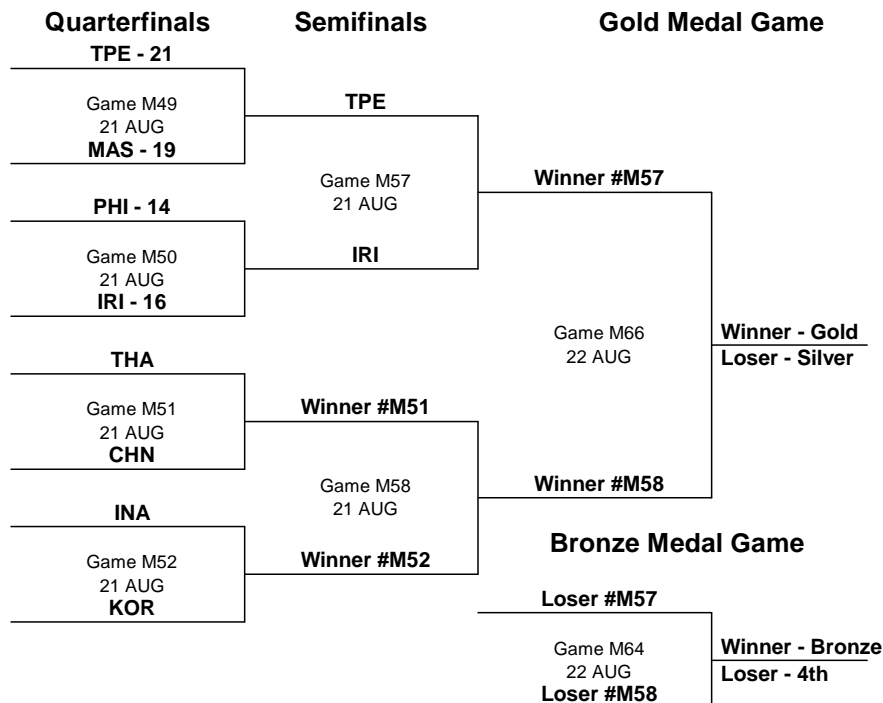 Quarterfinals
Semifinals
Gold Medal Game
TPE - 21
Game M49
21 AUG
MAS - 19
TPE
Game M57
21 AUG
Winner #M57
PHI - 14
Game M50
21 AUG
IRI - 16
IRI
Game M66
22 AUG
Winner - Gold
Loser - Silver
THA
Game M51
21 AUG
CHN
Winner #M51
Game M58
21 AUG
Winner #M58
INA
Game M52
21 AUG
KOR
Winner #M52
Bronze Medal Game
Loser #M57
Game M64
22 AUG
Loser #M58
Winner - Bronze
Loser - 4th